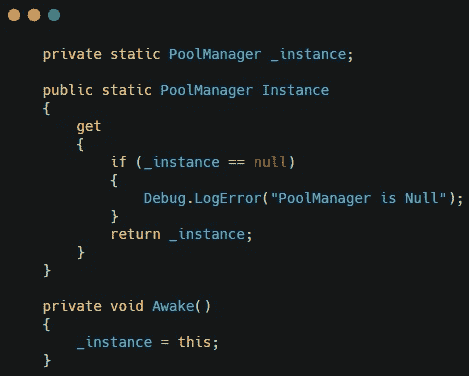 private static PoolManager _instance;
public static PoolManager Instance
{
get
{
if (_instance == null)
{
Debug.LogError("PoolManager is Null");
}
return _instance;
}
}
private void Awake()
{
_instance = this;
}